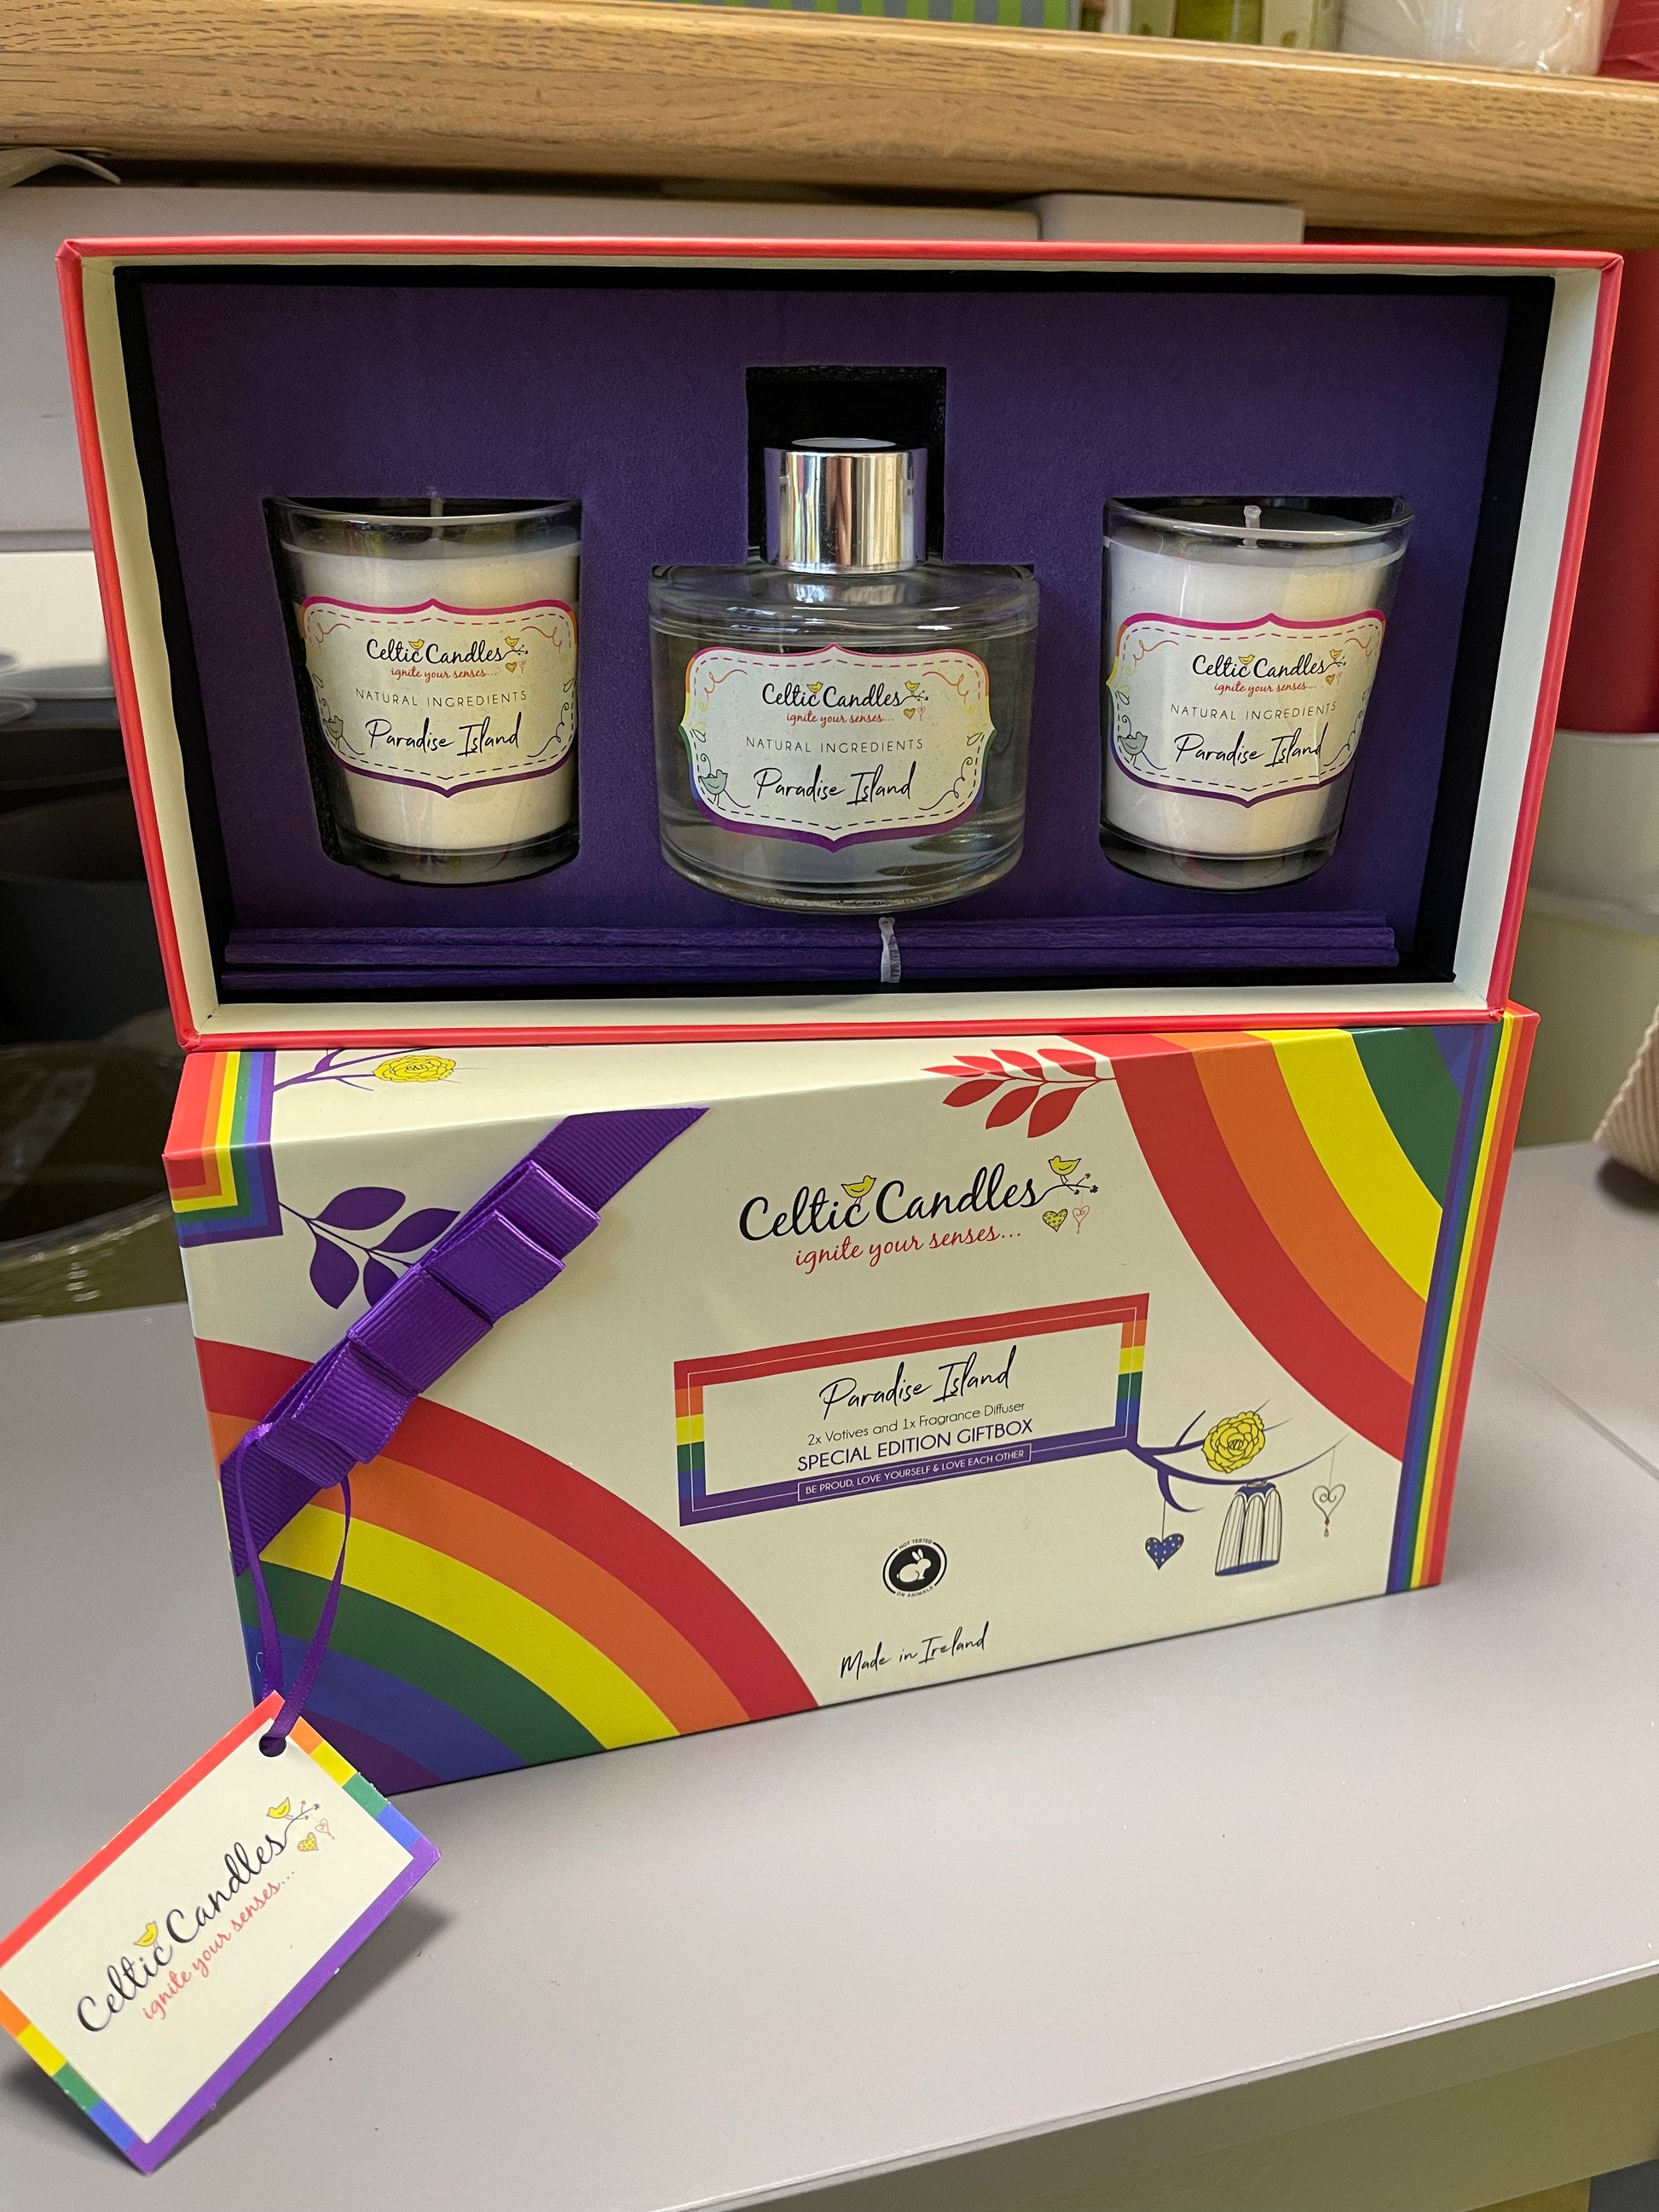 Celtic Candles
ignite your senses...
NATURAL INGREDIENTS
Paradise Island
Celtic Candles
ignite your senses...
NATURAL INGREDIENTS
Paradise Island
Celtic Candles
ignite your senses...
NATURAL INGREDIENTS
Paradise Island
Celtic Candles
ignite your senses...
Paradise Island
2x Votives and 1x Fragrance Diffuser
SPECIAL EDITION GIFTBOX
BE PROUD, LOVE YOURSELF & LOVE EACH OTHER
NOT TESTED
ON ANIMALS
Made in Ireland
Celtic Candles
ignite your senses...